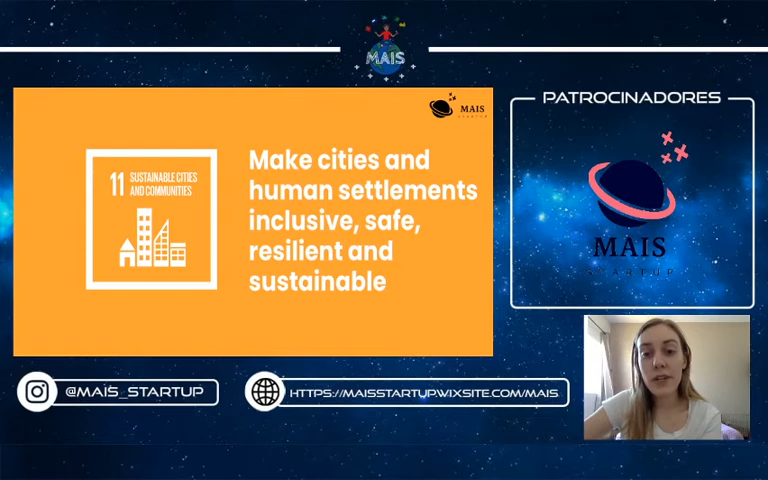 MAIS
MAIS
STARTUP
11 SUSTAINABLE CITIES
AND COMMUNITIES
Make cities and
human settlements
inclusive, safe,
resilient and
sustainable
PATROCINADORES
MAIS
STARTUP
@MAIS_STARTUP
HTTPS://MAISSTARTUP.WIXSITE.COM/MAIS